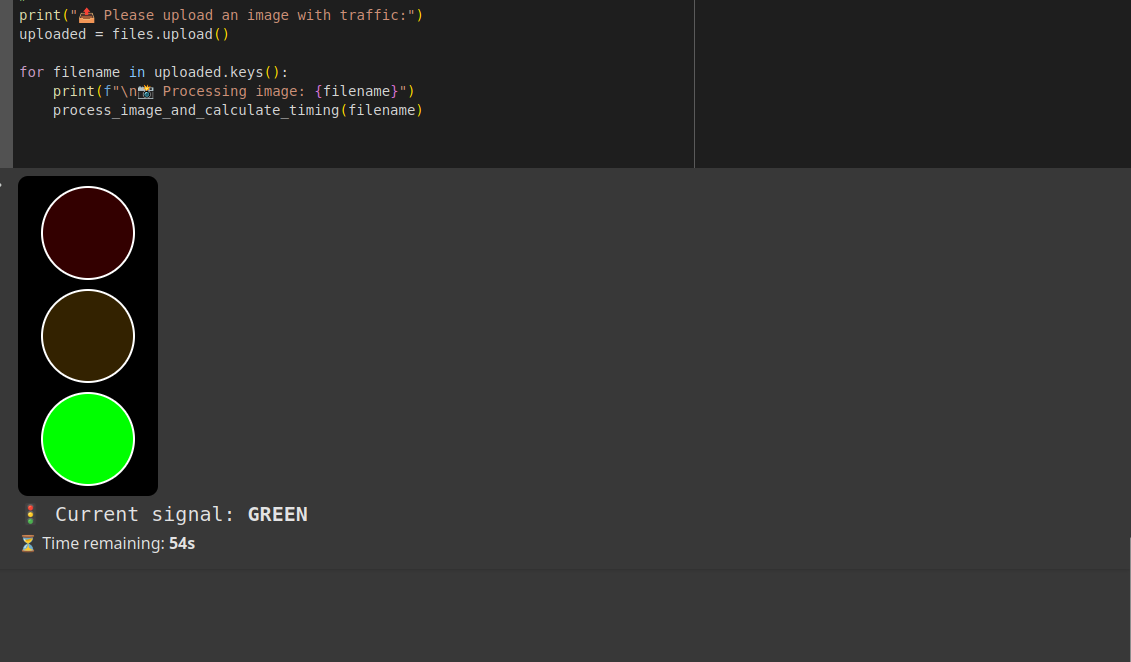 print("📤 Please upload an image with traffic:")
uploaded = files.upload()
for filename in uploaded.keys():
    print(f"\n📸 Processing image: {filename}")
    process_image_and_calculate_timing(filename)
🚦 Current signal: GREEN
⏳ Time remaining: 54s